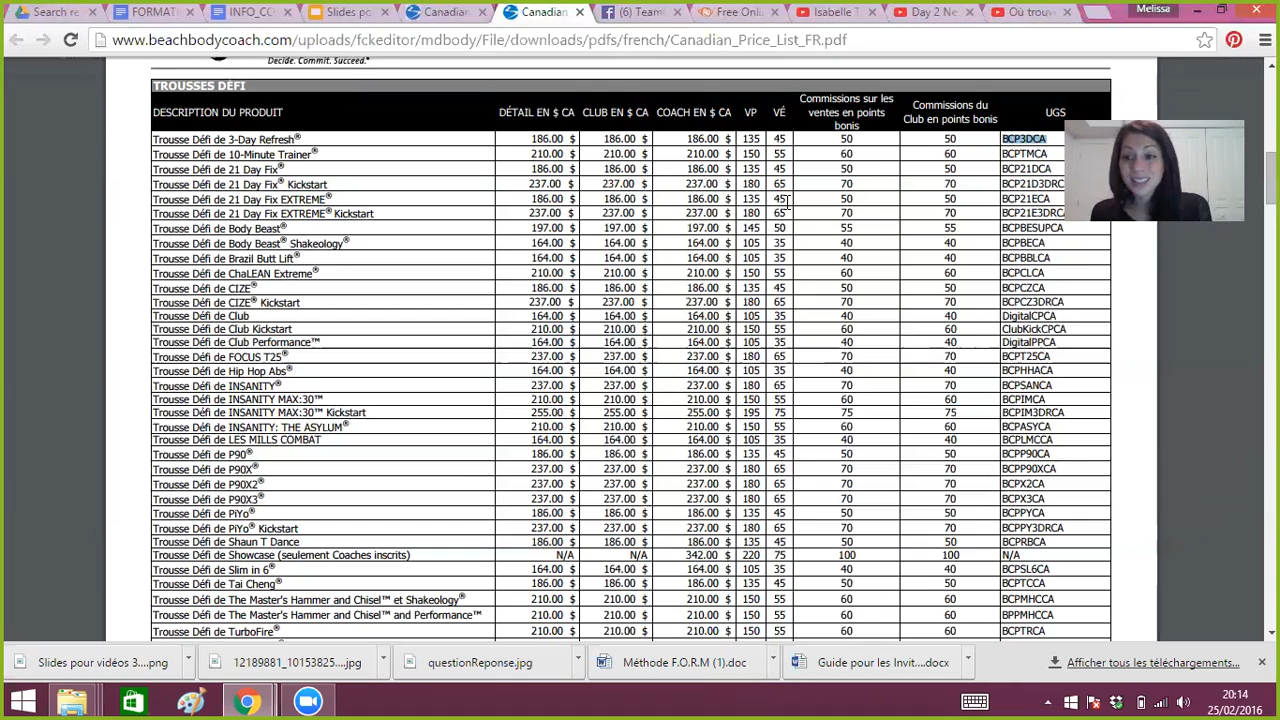 Search re
FORMATI
INFO_CO
Slides po
Canadian
Canadian
(6) Team
Free Onli
Isabelle T
Day 2 Ne
Où trouv
Melissa
www.beachbodycoach.com/uploads/fckeditor/mdbody/File/downloads/pdfs/french/Canadian_Price_List_FR.pdf
Decide. Commit. Succeed.®
TROUSSES DÉFI
DESCRIPTION DU PRODUIT DÉTAIL EN $ CA CLUB EN $ CA COACH EN $ CA VP VÉ Commissions sur les ventes en points bonis Commissions du Club en points bonis UGS
Trousse Défi de 3-Day Refresh® 186.00 $ 186.00 $ 186.00 $ 135 45 50 50 BCP3DCA
Trousse Défi de 10-Minute Trainer® 210.00 $ 210.00 $ 210.00 $ 150 55 60 60 BCPTMCA
Trousse Défi de 21 Day Fix® 186.00 $ 186.00 $ 186.00 $ 135 45 50 50 BCP21DCA
Trousse Défi de 21 Day Fix® Kickstart 237.00 $ 237.00 $ 237.00 $ 180 65 70 70 BCP21D3DRC
Trousse Défi de 21 Day Fix EXTREME® 186.00 $ 186.00 $ 186.00 $ 135 45 50 50 BCP21ECA
Trousse Défi de 21 Day Fix EXTREME® Kickstart 237.00 $ 237.00 $ 237.00 $ 180 65 70 70 BCP21E3DRC
Trousse Défi de Body Beast® 197.00 $ 197.00 $ 197.00 $ 145 50 55 55 BCPBESUPCA
Trousse Défi de Body Beast® Shakeology® 164.00 $ 164.00 $ 164.00 $ 105 35 40 40 BCPBECA
Trousse Défi de Brazil Butt Lift® 164.00 $ 164.00 $ 164.00 $ 105 35 40 40 BCPBBLCA
Trousse Défi de ChaLEAN Extreme® 210.00 $ 210.00 $ 210.00 $ 150 55 60 60 BCPCLCA
Trousse Défi de CIZE® 186.00 $ 186.00 $ 186.00 $ 135 45 50 50 BCPCZCA
Trousse Défi de CIZE® Kickstart 237.00 $ 237.00 $ 237.00 $ 180 65 70 70 BCPCZ3DRCA
Trousse Défi de Club 164.00 $ 164.00 $ 164.00 $ 105 35 40 40 DigitalCPCA
Trousse Défi de Club Kickstart 210.00 $ 210.00 $ 210.00 $ 150 55 60 60 ClubKickCPCA
Trousse Défi de Club Performance™ 164.00 $ 164.00 $ 164.00 $ 105 35 40 40 DigitalPPCA
Trousse Défi de FOCUS T25® 237.00 $ 237.00 $ 237.00 $ 180 65 70 70 BCPT25CA
Trousse Défi de Hip Hop Abs® 164.00 $ 164.00 $ 164.00 $ 105 35 40 40 BCPHHACA
Trousse Défi de INSANITY® 237.00 $ 237.00 $ 237.00 $ 180 65 70 70 BCPSANCA
Trousse Défi de INSANITY MAX:30™ 210.00 $ 210.00 $ 210.00 $ 150 55 60 60 BCPIMCA
Trousse Défi de INSANITY MAX:30™ Kickstart 255.00 $ 255.00 $ 255.00 $ 195 75 75 75 BCPIM3DRCA
Trousse Défi de INSANITY: THE ASYLUM® 210.00 $ 210.00 $ 210.00 $ 150 55 60 60 BCPASYCA
Trousse Défi de LES MILLS COMBAT 164.00 $ 164.00 $ 164.00 $ 105 35 40 40 BCPLMCCA
Trousse Défi de P90® 186.00 $ 186.00 $ 186.00 $ 135 45 50 50 BCPP90CA
Trousse Défi de P90X® 237.00 $ 237.00 $ 237.00 $ 180 65 70 70 BCPP90XCA
Trousse Défi de P90X2® 237.00 $ 237.00 $ 237.00 $ 180 65 70 70 BCPX2CA
Trousse Défi de P90X3® 237.00 $ 237.00 $ 237.00 $ 180 65 70 70 BCPX3CA
Trousse Défi de PiYo® 186.00 $ 186.00 $ 186.00 $ 135 45 50 50 BCPPYCA
Trousse Défi de PiYo® Kickstart 237.00 $ 237.00 $ 237.00 $ 180 65 70 70 BCPPY3DRCA
Trousse Défi de Shaun T Dance 186.00 $ 186.00 $ 186.00 $ 135 45 50 50 BCPRBCA
Trousse Défi de Showcase (seulement Coaches inscrits) N/A N/A 342.00 $ 220 75 100 100 N/A
Trousse Défi de Slim in 6® 164.00 $ 164.00 $ 164.00 $ 105 35 40 40 BCPSL6CA
Trousse Défi de Tai Cheng® 186.00 $ 186.00 $ 186.00 $ 135 45 50 50 BCPTCCA
Trousse Défi de The Master's Hammer and Chisel™ et Shakeology® 210.00 $ 210.00 $ 210.00 $ 150 55 60 60 BCPMHCCA
Trousse Défi de The Master's Hammer and Chisel™ and Performance™ 210.00 $ 210.00 $ 210.00 $ 150 55 60 60 BPPMHCCA
Trousse Défi de TurboFire® 210.00 $ 210.00 $ 210.00 $ 150 55 60 60 BCPTRCA
Slides pour vidéos 3....png
12189881_10153825....jpg
questionReponse.jpg
Méthode F.O.R.M (1).doc
Guide pour les Invit....docx
Afficher tous les téléchargements...
20:14
25/02/2016